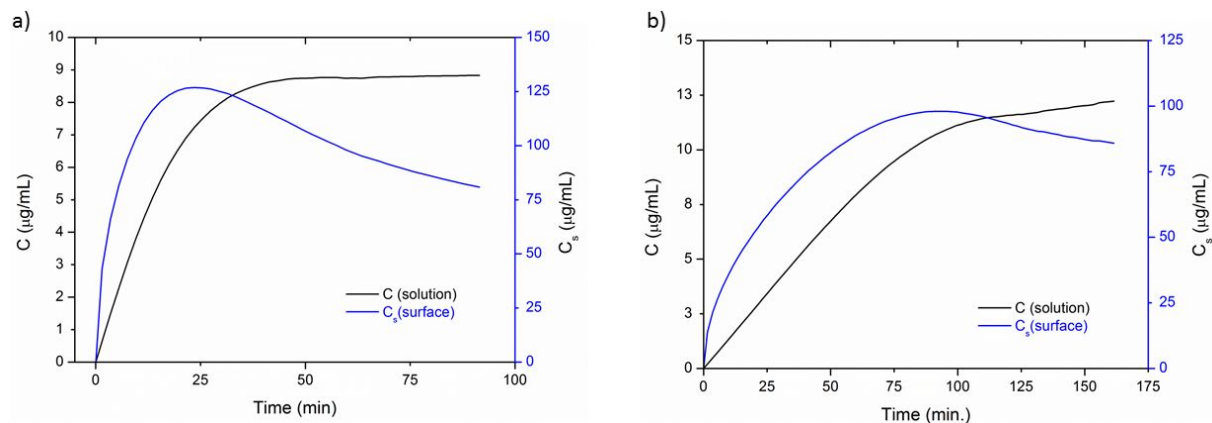 a)
10
9
8
7
6
5
4
3
2
1
0
C (μg/mL)
150
125
100
75
50
25
0
C_s (μg/mL)
C (solution)
C_s(surface)
0 25 50 75 100
Time (min)
b)
15
13
10
8
5
3
0
C (μg/mL)
125
100
75
50
25
0
C_s (μg/mL)
C (solution)
C_s(surface)
0 25 50 75 100 125 150 175
Time (min.)